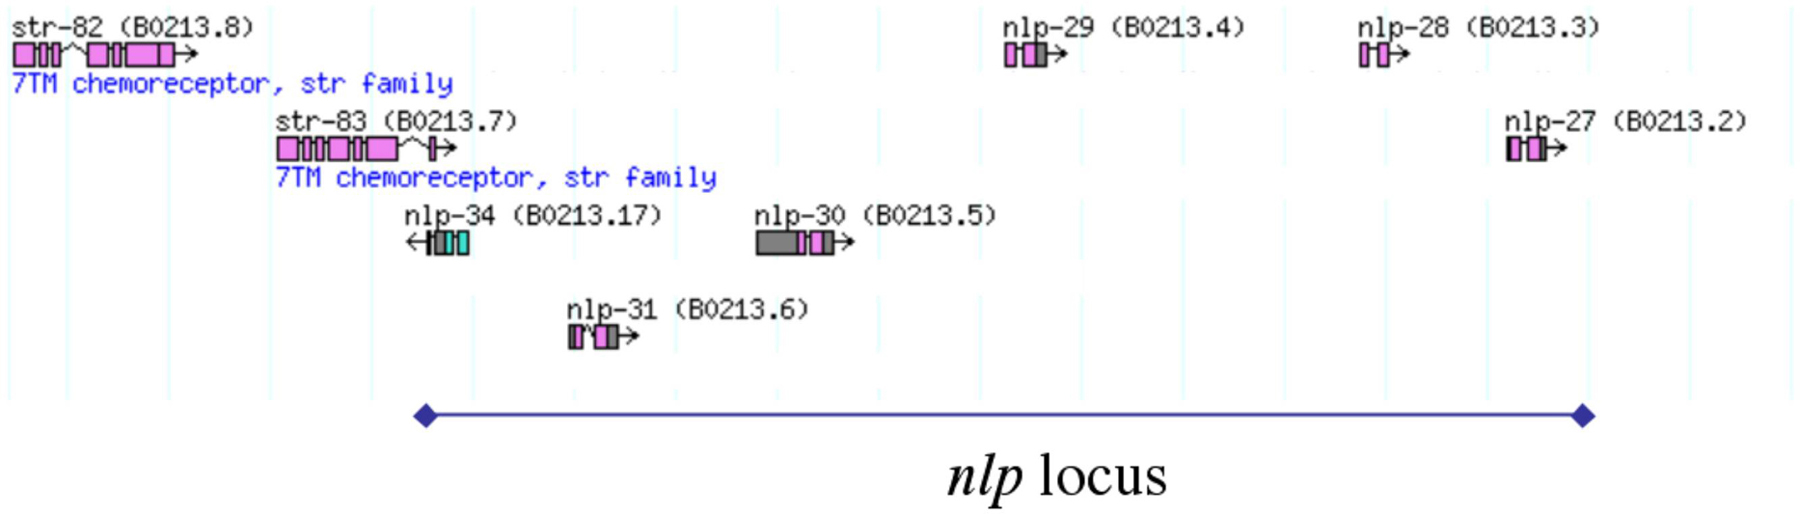 str-82 (B0213.8)
7TM chemoreceptor, str family
nlp-29 (B0213.4)
nlp-28 (B0213.3)
str-83 (B0213.7)
7TM chemoreceptor, str family
nlp-27 (B0213.2)
nlp-34 (B0213.17)
nlp-30 (B0213.5)
nlp-31 (B0213.6)
nlp locus